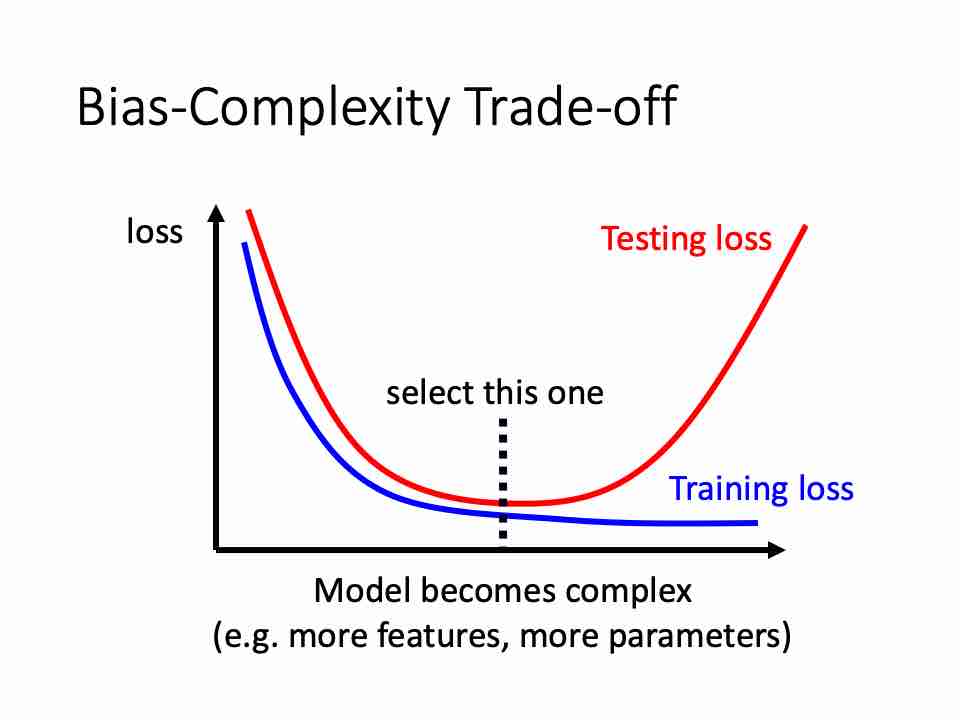 Bias-Complexity Trade-off
loss
Testing loss
select this one
Training loss
Model becomes complex
(e.g. more features, more parameters)